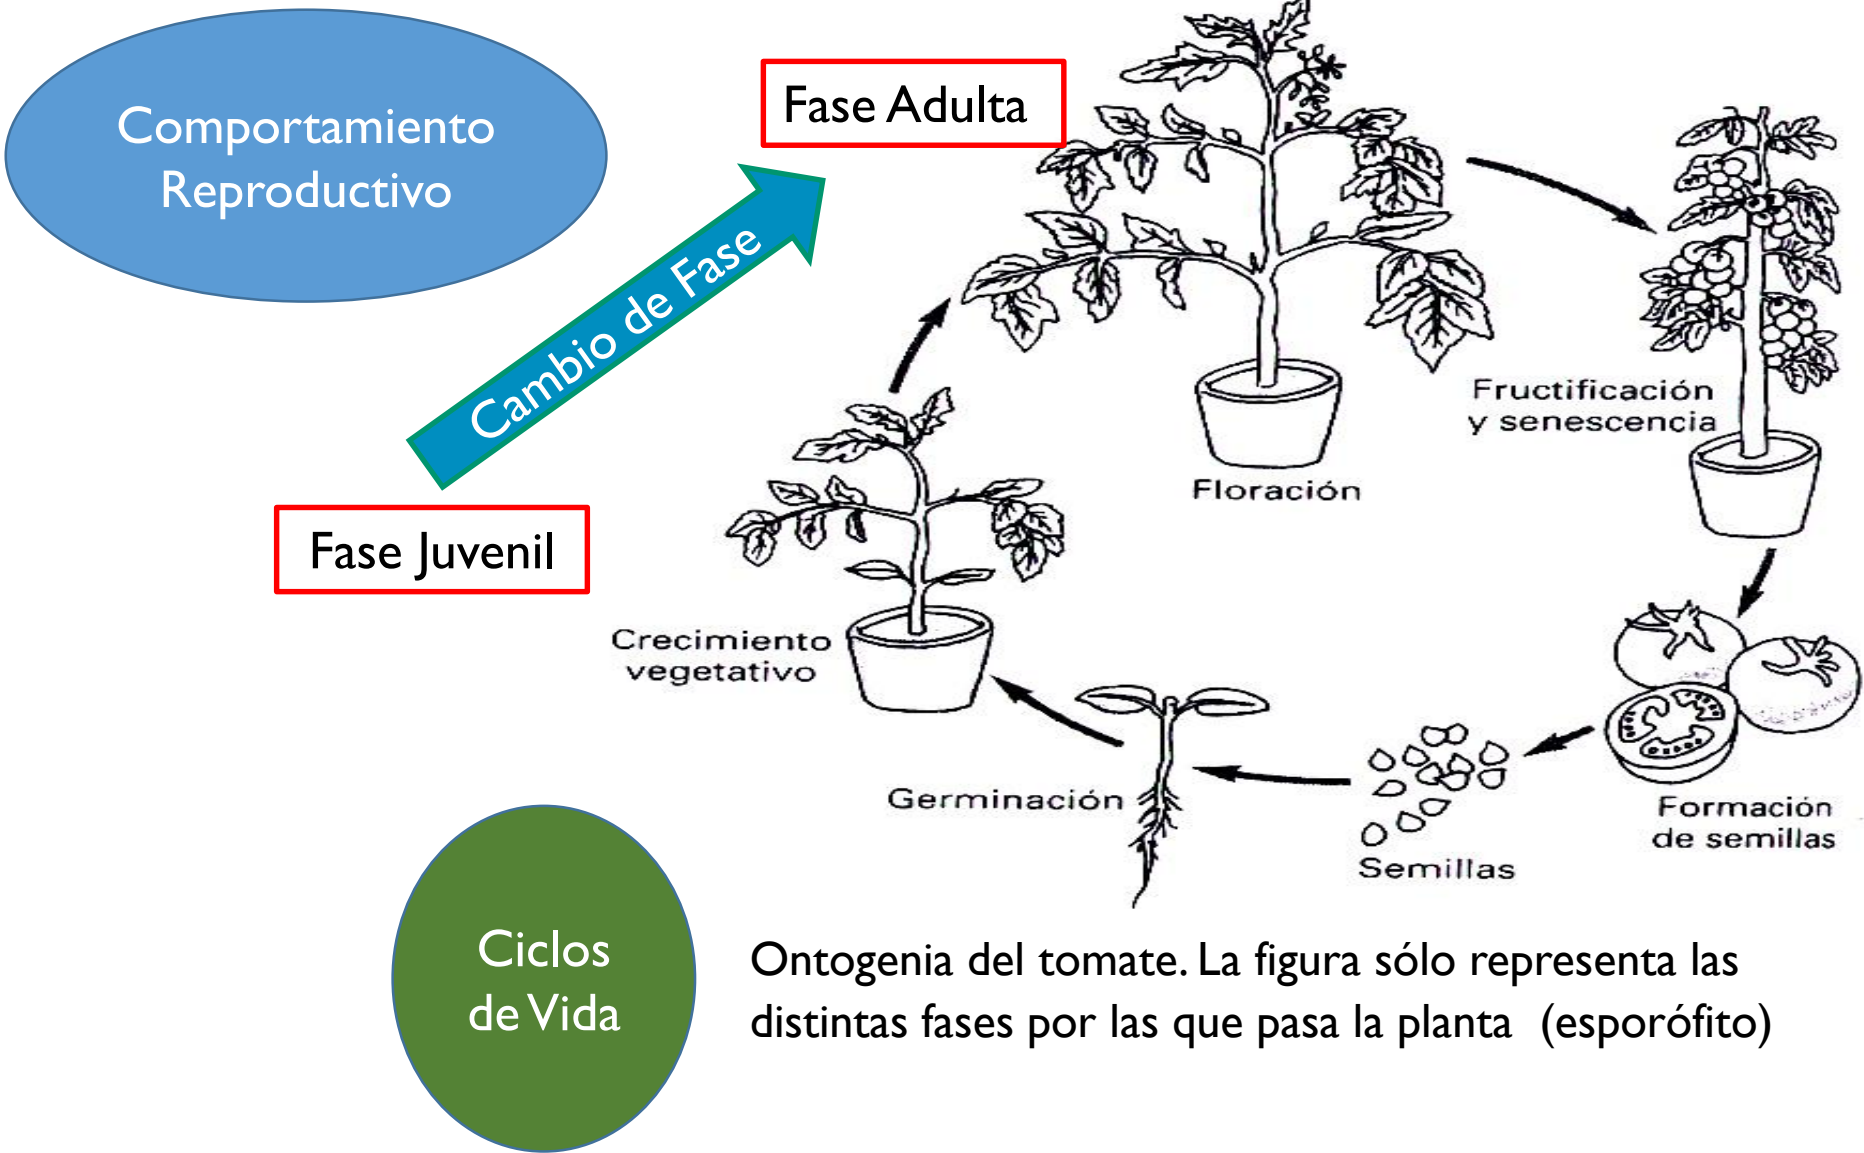 Comportamiento
Reproductivo
Fase Adulta
Cambio de Fase
Fase Juvenil
Fructificación
y senescencia
Floración
Crecimiento
vegetativo
Germinación
Semillas
Formación
de semillas
Ciclos
de Vida
Ontogenia del tomate. La figura sólo representa las
distintas fases por las que pasa la planta (esporófito)